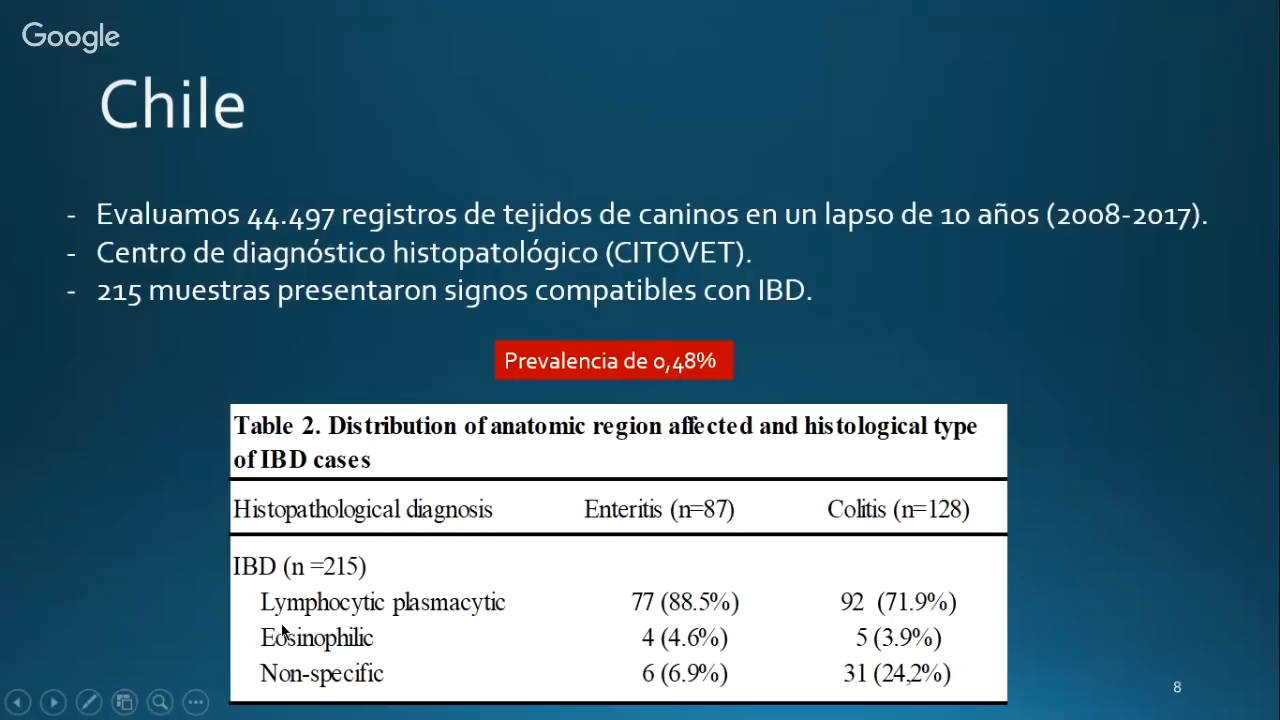 Google
Chile
- Evaluamos 44.497 registros de tejidos de caninos en un lapso de 10 años (2008-2017).
- Centro de diagnóstico histopatológico (CITOVET).
- 215 muestras presentaron signos compatibles con IBD.
Prevalencia de 0,48%
Table 2. Distribution of anatomic region affected and histological type
of IBD cases
Histopathological diagnosis Enteritis (n=87) Colitis (n=128)
IBD (n =215)
Lymphocytic plasmacytic 77 (88.5%) 92 (71.9%)
Eosinophilic 4 (4.6%) 5 (3.9%)
Non-specific 6 (6.9%) 31 (24,2%)
8